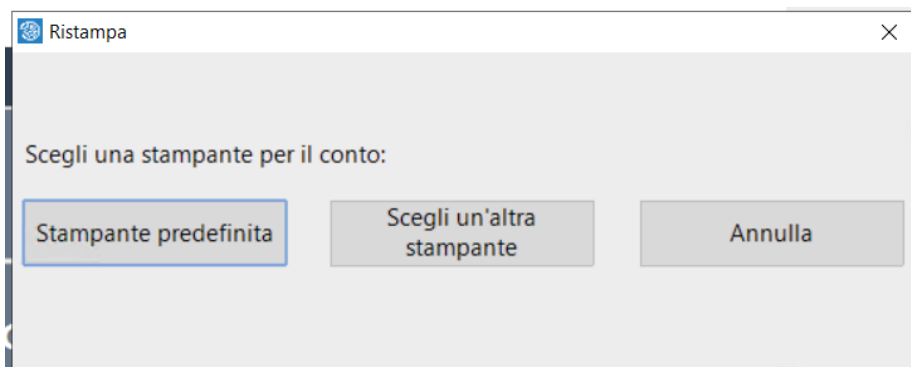 Ristampa
Scegli una stampante per il conto:
Stampante predefinita
Scegli un'altra
stampante
Annulla